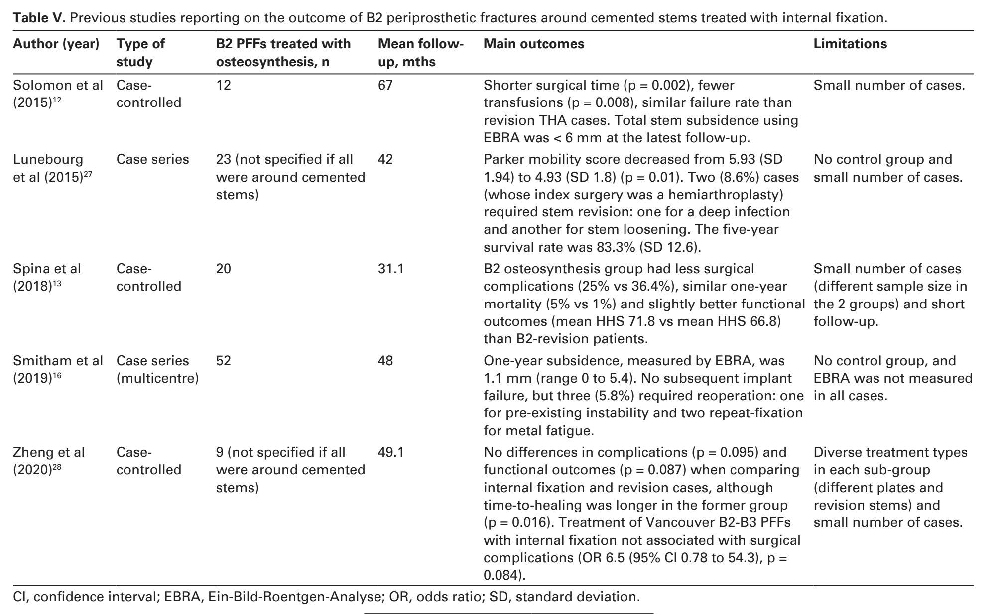 Table V. Previous studies reporting on the outcome of B2 periprosthetic fractures around cemented stems treated with internal fixation.
Author (year) Type of study B2 PFFs treated with osteosynthesis, n Mean follow-up, mths Main outcomes Limitations
Solomon et al (2015)12 Case-controlled 12 67 Shorter surgical time (p = 0.002), fewer transfusions (p = 0.008), similar failure rate than revision THA cases. Total stem subsidence using EBRA was < 6 mm at the latest follow-up. Small number of cases.
Lunebourg et al (2015)27 Case series 23 (not specified if all were around cemented stems) 42 Parker mobility score decreased from 5.93 (SD 1.94) to 4.93 (SD 1.8) (p = 0.01). Two (8.6%) cases (whose index surgery was a hemiarthroplasty) required stem revision: one for a deep infection and another for stem loosening. The five-year survival rate was 83.3% (SD 12.6). No control group and small number of cases.
Spina et al (2018)13 Case-controlled 20 31.1 B2 osteosynthesis group had less surgical complications (25% vs 36.4%), similar one-year mortality (5% vs 1%) and slightly better functional outcomes (mean HHS 71.8 vs mean HHS 66.8) than B2-revision patients. Small number of cases (different sample size in the 2 groups) and short follow-up.
Smitham et al (2019)16 Case series (multicentre) 52 48 One-year subsidence, measured by EBRA, was 1.1 mm (range 0 to 5.4). No subsequent implant failure, but three (5.8%) required reoperation: one for pre-existing instability and two repeat-fixation for metal fatigue. No control group, and EBRA was not measured in all cases.
Zheng et al (2020)28 Case-controlled 9 (not specified if all were around cemented stems) 49.1 No differences in complications (p = 0.095) and functional outcomes (p = 0.087) when comparing internal fixation and revision cases, although time-to-healing was longer in the former group (p = 0.016). Treatment of Vancouver B2-B3 PFFs with internal fixation not associated with surgical complications (OR 6.5 (95% CI 0.78 to 54.3), p = 0.084). Diverse treatment types in each sub-group (different plates and revision stems) and small number of cases.
CI, confidence interval; EBRA, Ein-Bild-Roentgen-Analyse; OR, odds ratio; SD, standard deviation.